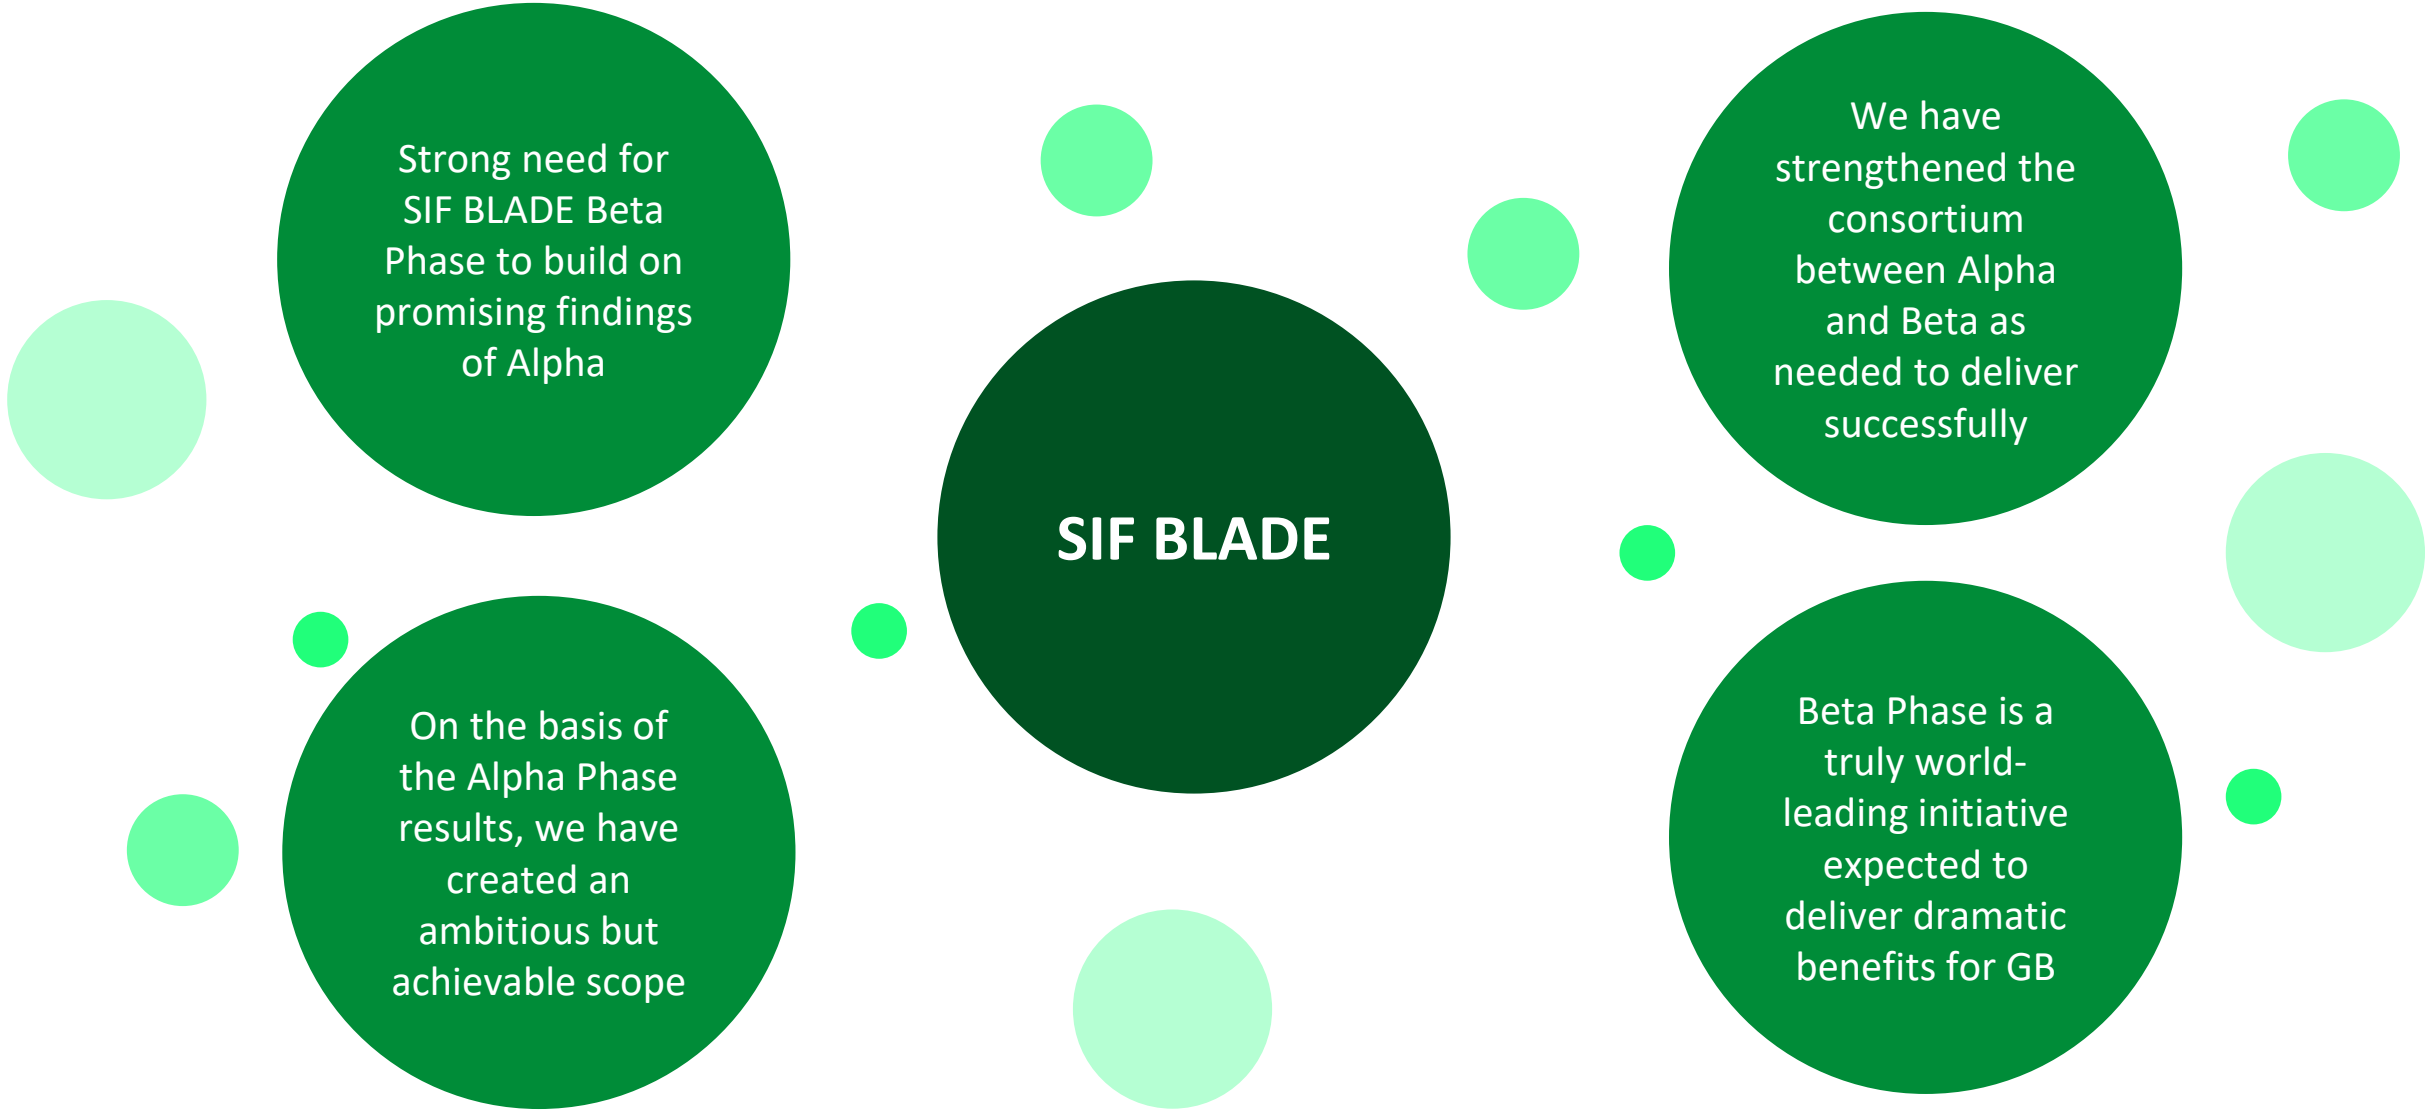 Strong need for
SIF BLADE Beta
Phase to build on
promising findings
of Alpha
We have
strengthened the
consortium
between Alpha
and Beta as
needed to deliver
successfully
SIF BLADE
On the basis of
the Alpha Phase
results, we have
created an
ambitious but
achievable scope
Beta Phase is a
truly world-
leading initiative
expected to
deliver dramatic
benefits for GB